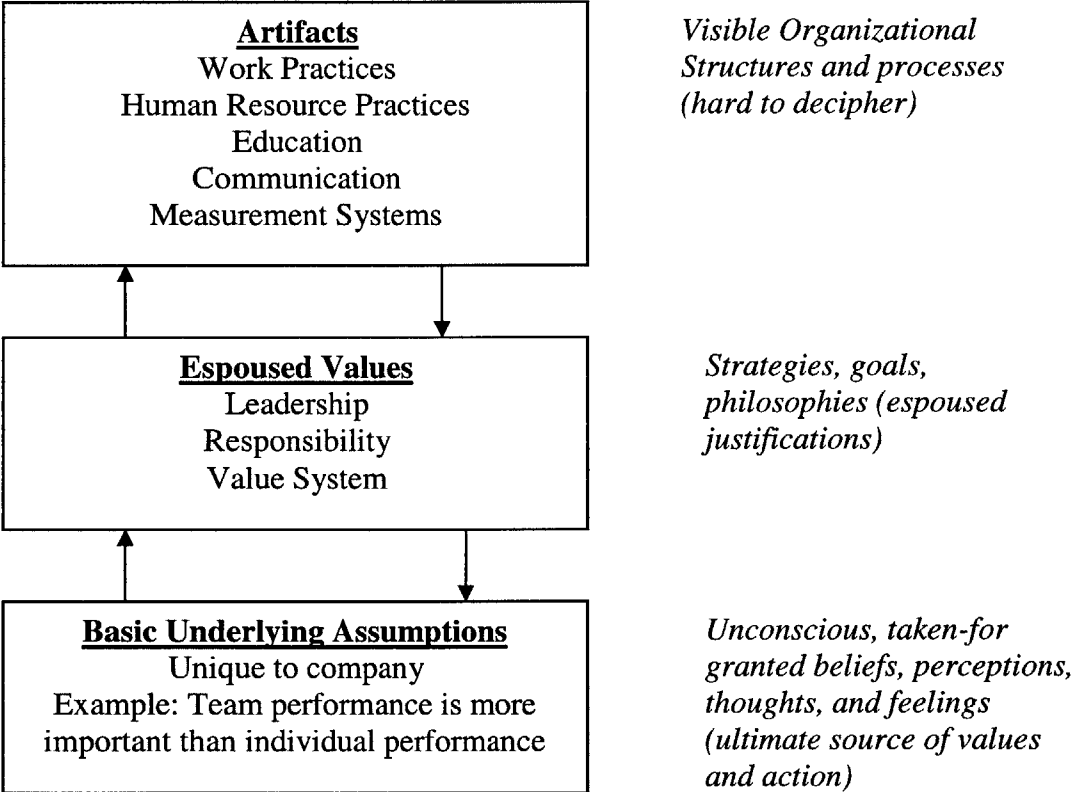 Artifacts
Work Practices
Human Resource Practices
Education
Communication
Measurement Systems
Visible Organizational
Structures and processes
(hard to decipher)
Espoused Values
Leadership
Responsibility
Value System
Strategies, goals,
philosophies (espoused
justifications)
Basic Underlying Assumptions
Unique to company
Example: Team performance is more
important than individual performance
Unconscious, taken-for
granted beliefs, perceptions,
thoughts, and feelings
(ultimate source of values
and action)